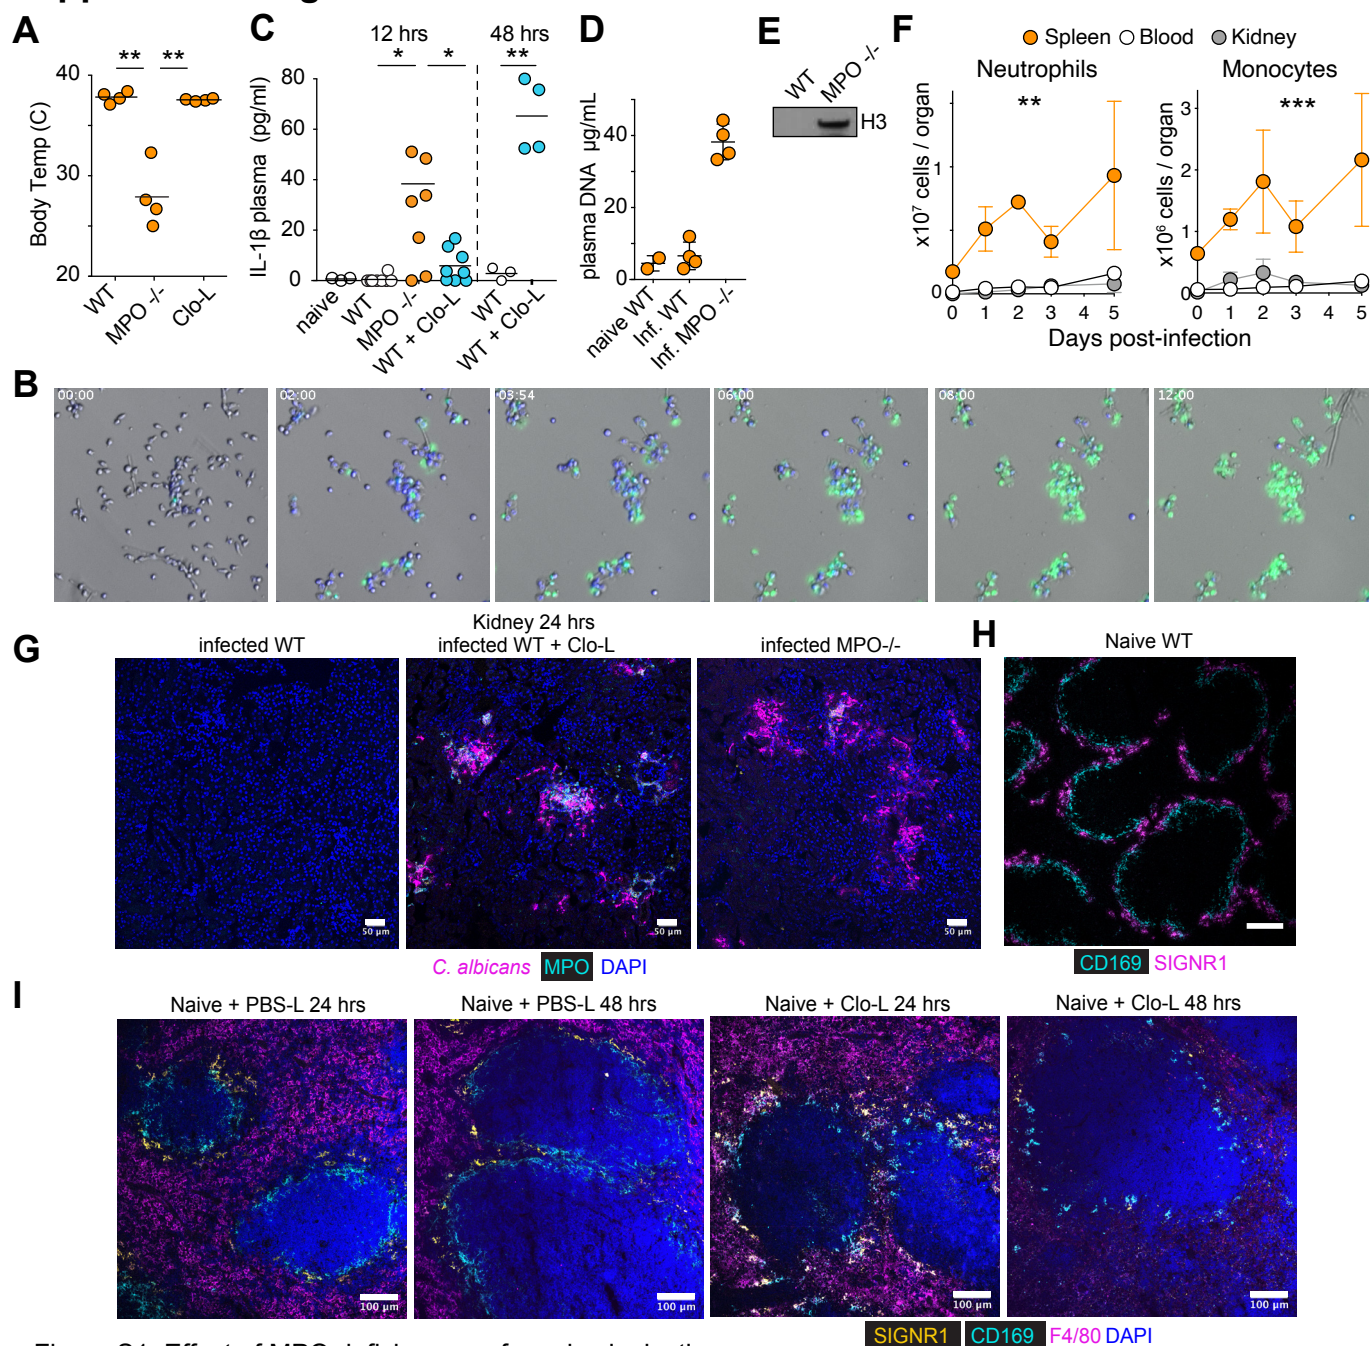 A
Body Temp (C)
40
30
20
** **
WT
MPO -/-
Clo-L
C
12 hrs
48 hrs
* * **
IL-1β plasma (pg/ml)
80
60
40
20
0
naive
WT
MPO -/-
WT + Clo-L
WT
WT + Clo-L
D
plasma DNA µg/mL
40
20
0
naive WT
Inf. WT
Inf. MPO -/-
E
WT
MPO -/-
H3
F
Spleen Blood Kidney
Neutrophils
**
x10⁷ cells / organ
1
0
0 1 2 3 4 5
Monocytes
***
x10⁶ cells / organ
3
2
1
0
0 1 2 3 4 5
Days post-infection
B
00:00
02:00
03:54
06:00
08:00
12:00
G
Kidney 24 hrs
infected WT
infected WT + Clo-L
infected MPO-/-
50 µm
50 µm
50 µm
C. albicans MPO DAPI
H
Naive WT
CD169 SIGNR1
I
Naive + PBS-L 24 hrs
Naive + PBS-L 48 hrs
Naive + Clo-L 24 hrs
Naive + Clo-L 48 hrs
100 µm
100 µm
100 µm
100 µm
SIGNR1 CD169 F4/80 DAPI